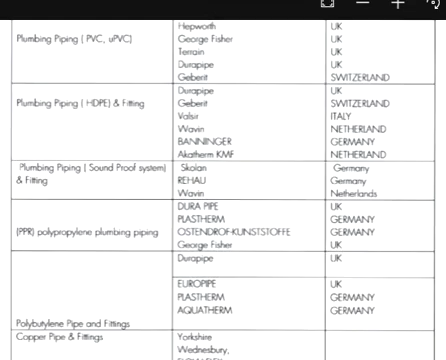 Hepworth UK
Plumbing Piping ( PVC, uPVC) George Fisher UK
Terrain UK
Durapipe UK
Geberit SWITZERLAND
Durapipe UK
Plumbing Piping ( HDPE) & Fitting Geberit SWITZERLAND
Valsir ITALY
Wavin NETHERLAND
BANNINGER GERMANY
Akatherm KMF NETHERLAND
Plumbing Piping ( Sound Proof system) Skolan Germany
& Fitting REHAU Germany
Wavin Netherlands
DURA PIPE UK
PLASTHERM GERMANY
(PPR) polypropylene plumbing piping OSTENDROF-KUNSTSTOFFE GERMANY
George Fisher UK
Durapipe UK
EUROPIPE UK
PLASTHERM GERMANY
AQUATHERM GERMANY
Polybutylene Pipe and Fittings
Copper Pipe & Fittings Yorkshire
Wednesbury,